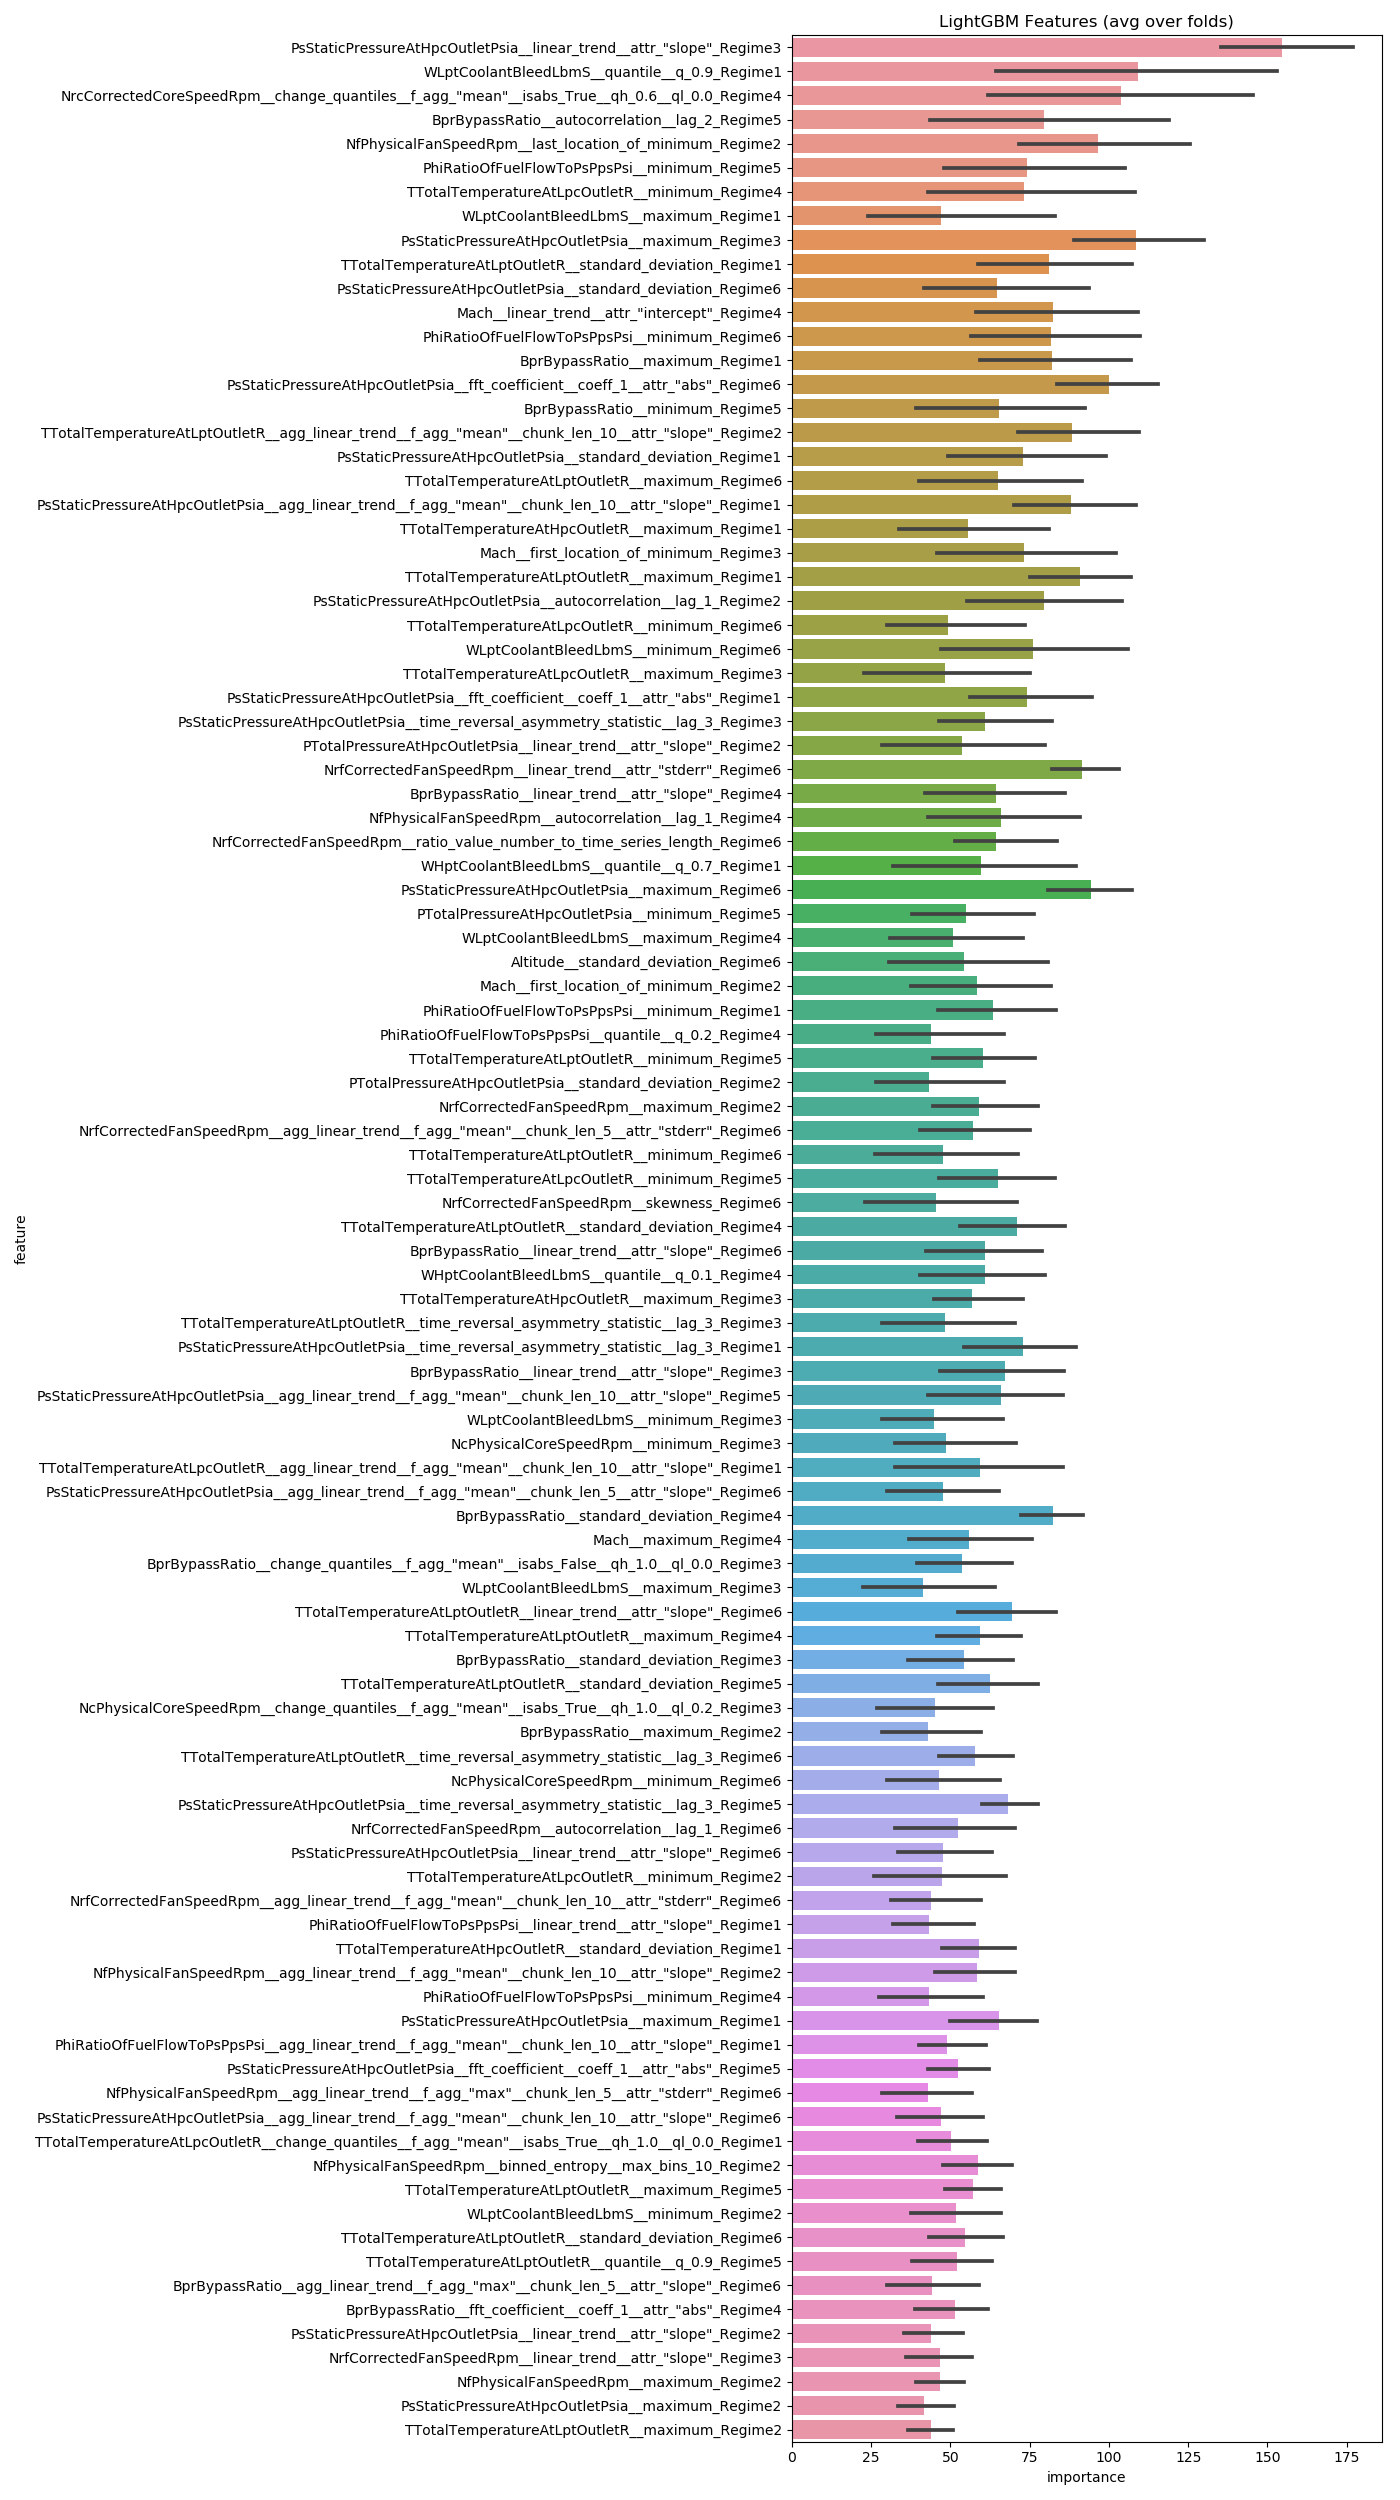 LightGBM Features (avg over folds)
PsStaticPressureAtHpcOutletPsia__linear_trend__attr_"slope"_Regime3
WLptCoolantBleedLbmS__quantile__q_0.9_Regime1
NrcCorrectedCoreSpeedRpm__change_quantiles__f_agg_"mean"__isabs_True__qh_0.6__ql_0.0_Regime4
BprBypassRatio__autocorrelation__lag_2_Regime5
NfPhysicalFanSpeedRpm__last_location_of_minimum_Regime2
PhiRatioOfFuelFlowToPsPpsPsi__minimum_Regime5
TTotalTemperatureAtLpcOutletR__minimum_Regime4
WLptCoolantBleedLbmS__maximum_Regime1
PsStaticPressureAtHpcOutletPsia__maximum_Regime3
TTotalTemperatureAtLptOutletR__standard_deviation_Regime1
PsStaticPressureAtHpcOutletPsia__standard_deviation_Regime6
Mach__linear_trend__attr_"intercept"_Regime4
PhiRatioOfFuelFlowToPsPpsPsi__minimum_Regime6
BprBypassRatio__maximum_Regime1
PsStaticPressureAtHpcOutletPsia__fft_coefficient__coeff_1__attr_"abs"_Regime6
BprBypassRatio__minimum_Regime5
TTotalTemperatureAtLptOutletR__agg_linear_trend__f_agg_"mean"__chunk_len_10__attr_"slope"_Regime2
PsStaticPressureAtHpcOutletPsia__standard_deviation_Regime1
TTotalTemperatureAtLptOutletR__maximum_Regime6
PsStaticPressureAtHpcOutletPsia__agg_linear_trend__f_agg_"mean"__chunk_len_10__attr_"slope"_Regime1
TTotalTemperatureAtHpcOutletR__maximum_Regime1
Mach__first_location_of_minimum_Regime3
TTotalTemperatureAtLptOutletR__maximum_Regime1
PsStaticPressureAtHpcOutletPsia__autocorrelation__lag_1_Regime2
TTotalTemperatureAtLpcOutletR__minimum_Regime6
WLptCoolantBleedLbmS__minimum_Regime6
TTotalTemperatureAtLpcOutletR__maximum_Regime3
PsStaticPressureAtHpcOutletPsia__fft_coefficient__coeff_1__attr_"abs"_Regime1
PsStaticPressureAtHpcOutletPsia__time_reversal_asymmetry_statistic__lag_3_Regime3
PTotalPressureAtHpcOutletPsia__linear_trend__attr_"slope"_Regime2
NrfCorrectedFanSpeedRpm__linear_trend__attr_"stderr"_Regime6
BprBypassRatio__linear_trend__attr_"slope"_Regime4
NfPhysicalFanSpeedRpm__autocorrelation__lag_1_Regime4
NrfCorrectedFanSpeedRpm__ratio_value_number_to_time_series_length_Regime6
WHptCoolantBleedLbmS__quantile__q_0.7_Regime1
PsStaticPressureAtHpcOutletPsia__maximum_Regime6
PTotalPressureAtHpcOutletPsia__minimum_Regime5
WLptCoolantBleedLbmS__maximum_Regime4
Altitude__standard_deviation_Regime6
Mach__first_location_of_minimum_Regime2
PhiRatioOfFuelFlowToPsPpsPsi__minimum_Regime1
PhiRatioOfFuelFlowToPsPpsPsi__quantile__q_0.2_Regime4
TTotalTemperatureAtLptOutletR__minimum_Regime5
PTotalPressureAtHpcOutletPsia__standard_deviation_Regime2
NrfCorrectedFanSpeedRpm__maximum_Regime2
NrfCorrectedFanSpeedRpm__agg_linear_trend__f_agg_"mean"__chunk_len_5__attr_"stderr"_Regime6
TTotalTemperatureAtLptOutletR__minimum_Regime6
TTotalTemperatureAtLpcOutletR__minimum_Regime5
NrfCorrectedFanSpeedRpm__skewness_Regime6
TTotalTemperatureAtLptOutletR__standard_deviation_Regime4
BprBypassRatio__linear_trend__attr_"slope"_Regime6
WHptCoolantBleedLbmS__quantile__q_0.1_Regime4
TTotalTemperatureAtHpcOutletR__maximum_Regime3
TTotalTemperatureAtLptOutletR__time_reversal_asymmetry_statistic__lag_3_Regime3
PsStaticPressureAtHpcOutletPsia__time_reversal_asymmetry_statistic__lag_3_Regime1
BprBypassRatio__linear_trend__attr_"slope"_Regime3
PsStaticPressureAtHpcOutletPsia__agg_linear_trend__f_agg_"mean"__chunk_len_10__attr_"slope"_Regime5
WLptCoolantBleedLbmS__minimum_Regime3
NcPhysicalCoreSpeedRpm__minimum_Regime3
TTotalTemperatureAtLpcOutletR__agg_linear_trend__f_agg_"mean"__chunk_len_10__attr_"slope"_Regime1
PsStaticPressureAtHpcOutletPsia__agg_linear_trend__f_agg_"mean"__chunk_len_5__attr_"slope"_Regime6
BprBypassRatio__standard_deviation_Regime4
Mach__maximum_Regime4
BprBypassRatio__change_quantiles__f_agg_"mean"__isabs_False__qh_1.0__ql_0.0_Regime3
WLptCoolantBleedLbmS__maximum_Regime3
TTotalTemperatureAtLptOutletR__linear_trend__attr_"slope"_Regime6
TTotalTemperatureAtLptOutletR__maximum_Regime4
BprBypassRatio__standard_deviation_Regime3
TTotalTemperatureAtLptOutletR__standard_deviation_Regime5
NcPhysicalCoreSpeedRpm__change_quantiles__f_agg_"mean"__isabs_True__qh_1.0__ql_0.2_Regime3
BprBypassRatio__maximum_Regime2
TTotalTemperatureAtLptOutletR__time_reversal_asymmetry_statistic__lag_3_Regime6
NcPhysicalCoreSpeedRpm__minimum_Regime6
PsStaticPressureAtHpcOutletPsia__time_reversal_asymmetry_statistic__lag_3_Regime5
NrfCorrectedFanSpeedRpm__autocorrelation__lag_1_Regime6
PsStaticPressureAtHpcOutletPsia__linear_trend__attr_"slope"_Regime6
TTotalTemperatureAtLpcOutletR__minimum_Regime2
NrfCorrectedFanSpeedRpm__agg_linear_trend__f_agg_"mean"__chunk_len_10__attr_"stderr"_Regime6
PhiRatioOfFuelFlowToPsPpsPsi__linear_trend__attr_"slope"_Regime1
TTotalTemperatureAtHpcOutletR__standard_deviation_Regime1
NfPhysicalFanSpeedRpm__agg_linear_trend__f_agg_"mean"__chunk_len_10__attr_"slope"_Regime2
PhiRatioOfFuelFlowToPsPpsPsi__minimum_Regime4
PsStaticPressureAtHpcOutletPsia__maximum_Regime1
PhiRatioOfFuelFlowToPsPpsPsi__agg_linear_trend__f_agg_"mean"__chunk_len_10__attr_"slope"_Regime1
PsStaticPressureAtHpcOutletPsia__fft_coefficient__coeff_1__attr_"abs"_Regime5
NfPhysicalFanSpeedRpm__agg_linear_trend__f_agg_"max"__chunk_len_5__attr_"stderr"_Regime6
PsStaticPressureAtHpcOutletPsia__agg_linear_trend__f_agg_"mean"__chunk_len_10__attr_"slope"_Regime6
TTotalTemperatureAtLpcOutletR__change_quantiles__f_agg_"mean"__isabs_True__qh_1.0__ql_0.0_Regime1
NfPhysicalFanSpeedRpm__binned_entropy__max_bins_10_Regime2
TTotalTemperatureAtLptOutletR__maximum_Regime5
WLptCoolantBleedLbmS__minimum_Regime2
TTotalTemperatureAtLptOutletR__standard_deviation_Regime6
TTotalTemperatureAtLptOutletR__quantile__q_0.9_Regime5
BprBypassRatio__agg_linear_trend__f_agg_"max"__chunk_len_5__attr_"slope"_Regime6
BprBypassRatio__fft_coefficient__coeff_1__attr_"abs"_Regime4
PsStaticPressureAtHpcOutletPsia__linear_trend__attr_"slope"_Regime2
NrfCorrectedFanSpeedRpm__linear_trend__attr_"slope"_Regime3
NfPhysicalFanSpeedRpm__maximum_Regime2
PsStaticPressureAtHpcOutletPsia__maximum_Regime2
TTotalTemperatureAtLptOutletR__maximum_Regime2
feature
0 25 50 75 100 125 150 175
importance